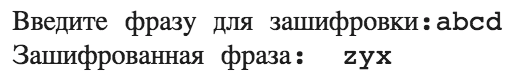 Введите фразу для зашифровки:abcd
Зашифрованная фраза:  zyx